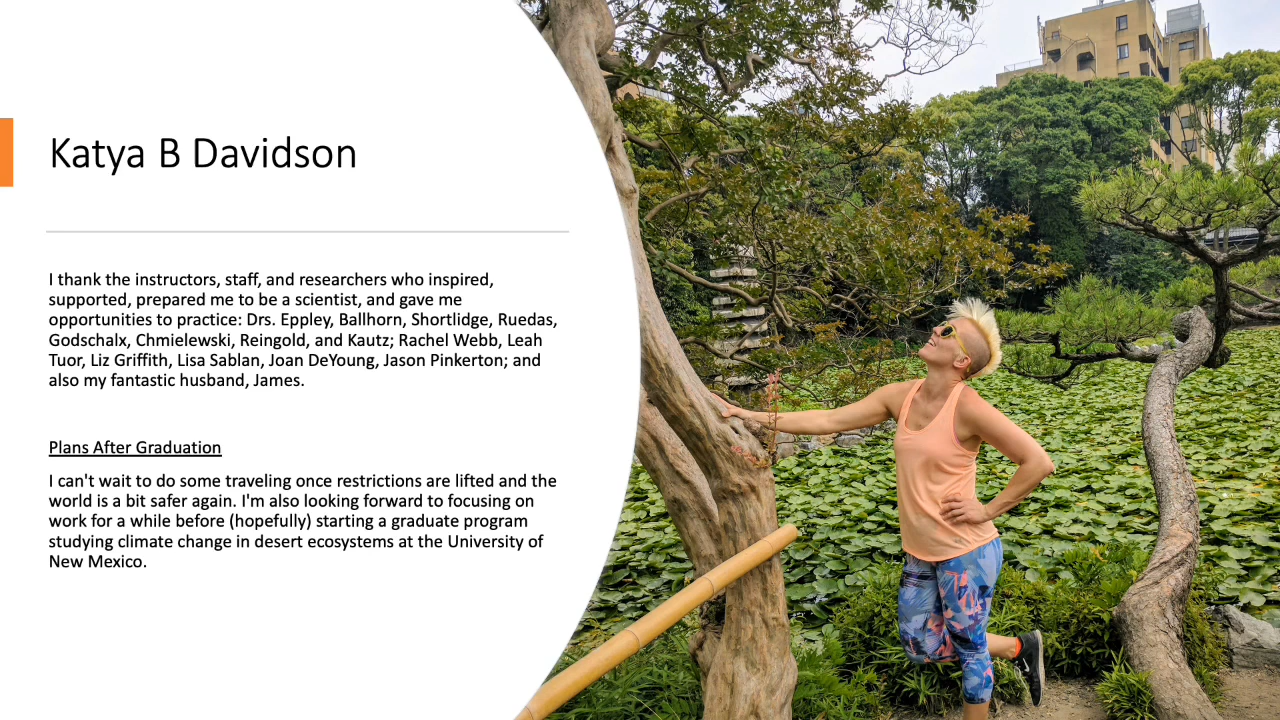 Katya B Davidson
I thank the instructors, staff, and researchers who inspired,
supported, prepared me to be a scientist, and gave me
opportunities to practice: Drs. Eppley, Ballhorn, Shortlidge, Ruedas,
Godschalx, Chmielewski, Reingold, and Kautz; Rachel Webb, Leah
Tuor, Liz Griffith, Lisa Sablan, Joan DeYoung, Jason Pinkerton; and
also my fantastic husband, James.
Plans After Graduation
I can't wait to do some traveling once restrictions are lifted and the
world is a bit safer again. I'm also looking forward to focusing on
work for a while before (hopefully) starting a graduate program
studying climate change in desert ecosystems at the University of
New Mexico.